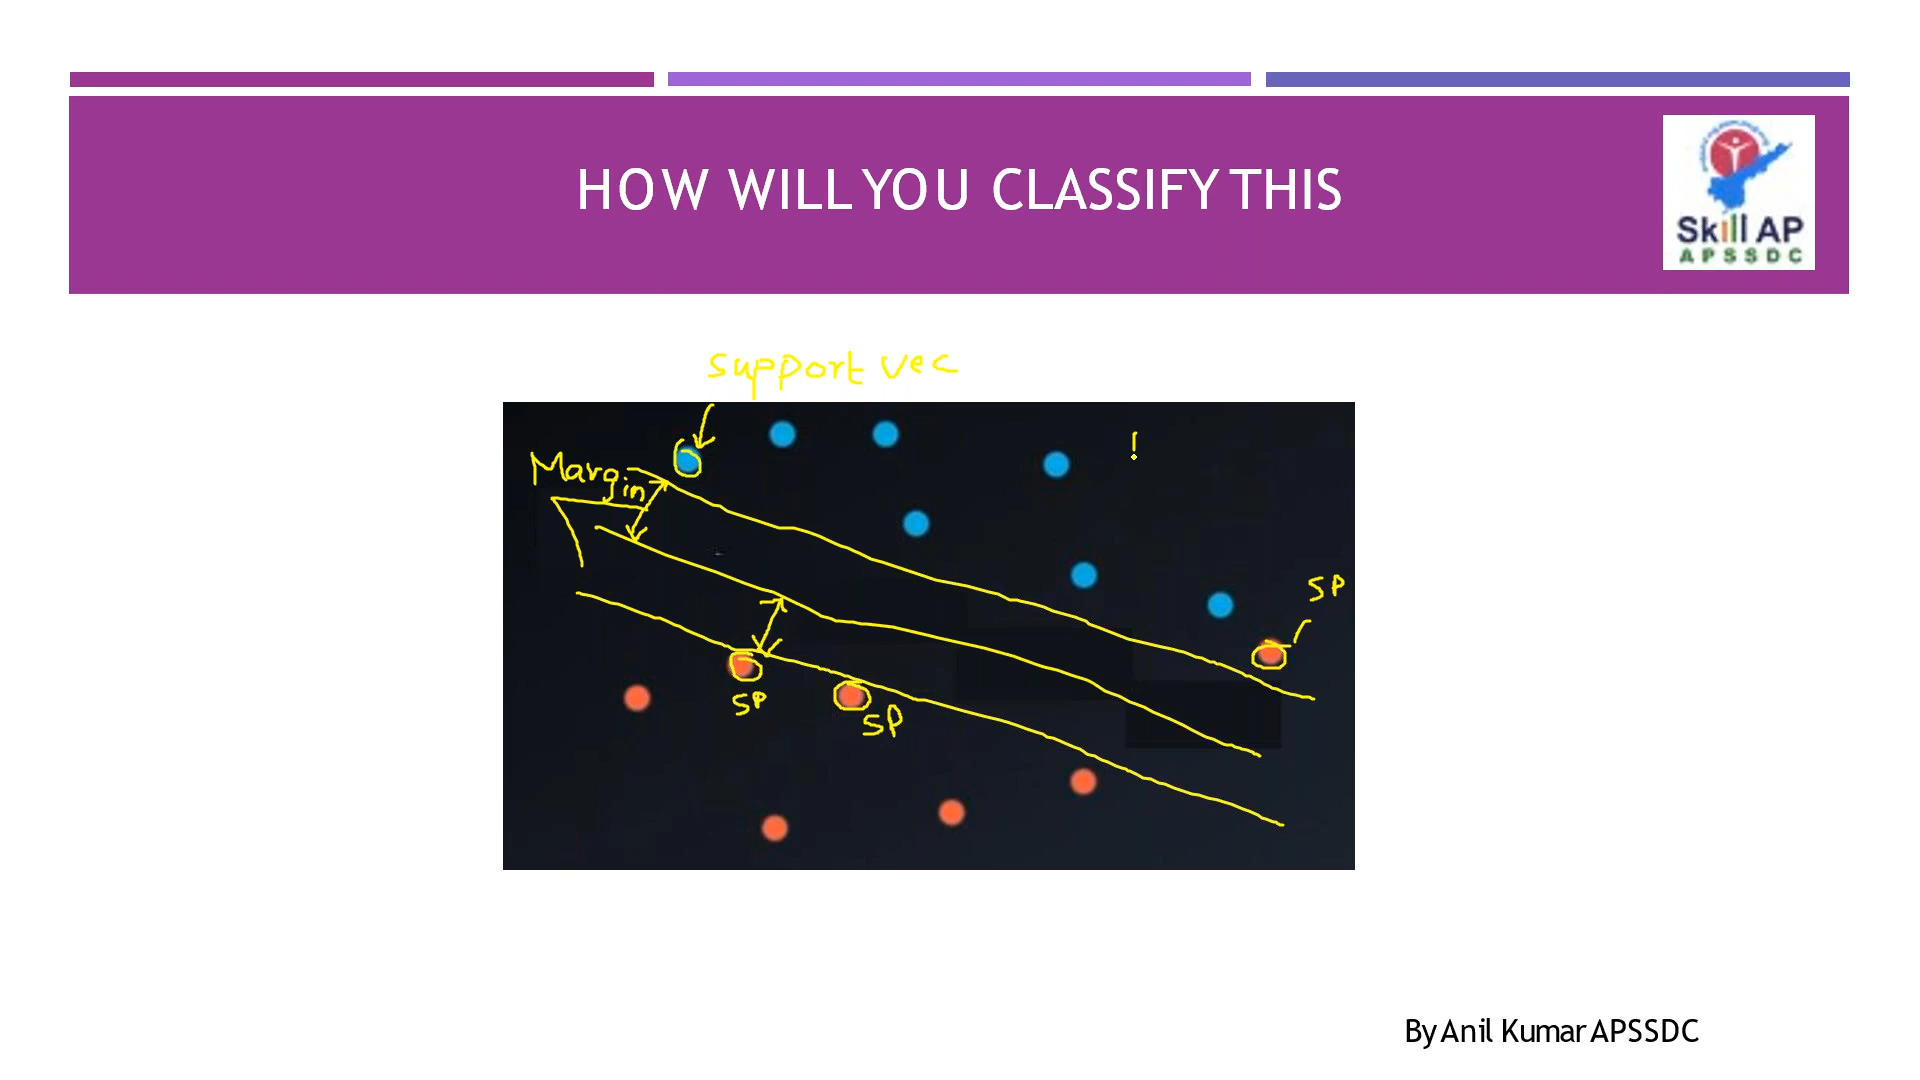 HOW WILL YOU CLASSIFY THIS
Skill AP
APSSDC
Support vec
!
Margin
SP
SP
SP
By Anil Kumar APSSDC